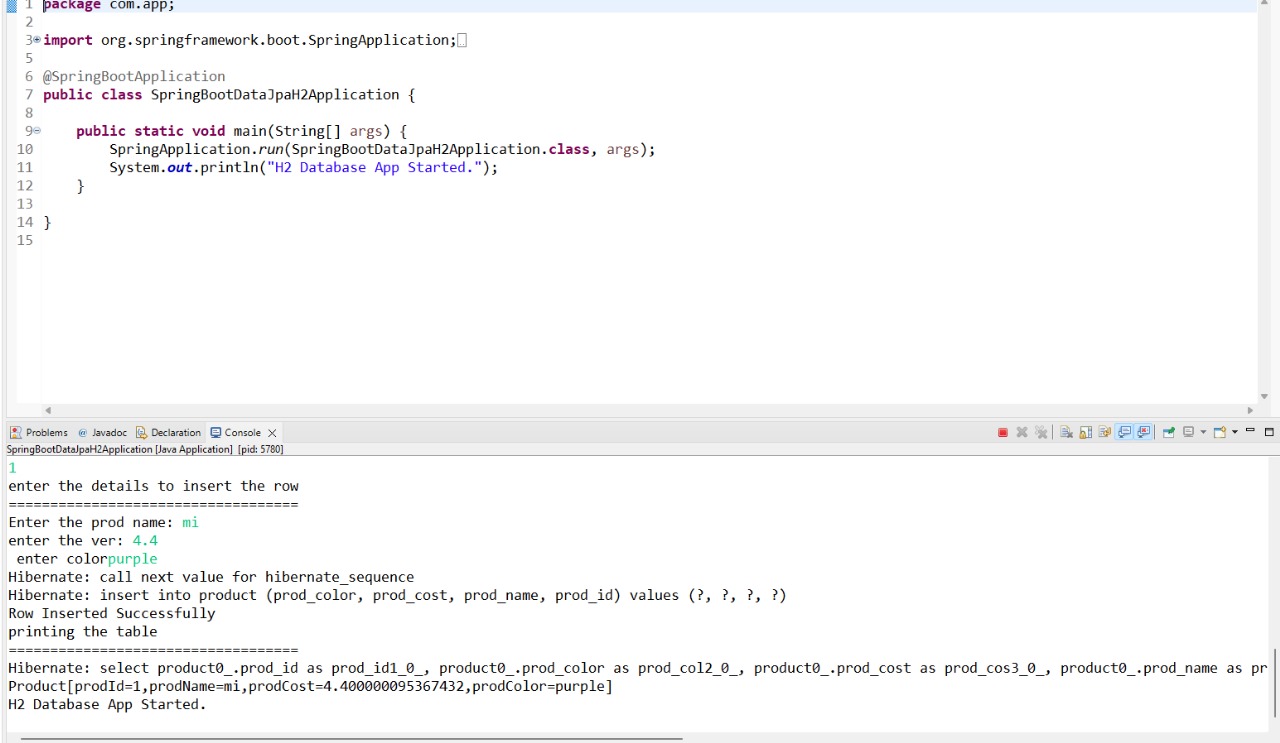 1 package com.app;
2
3 import org.springframework.boot.SpringApplication;
5
6 @SpringBootApplication
7 public class SpringBootDataJpaH2Application {
8
9 public static void main(String[] args) {
10 SpringApplication.run(SpringBootDataJpaH2Application.class, args);
11 System.out.println("H2 Database App Started.");
12 }
13
14 }
15
Problems @ Javadoc Declaration Console
SpringBootDataJpaH2Application [Java Application] [pid: 5780]
1
enter the details to insert the row
===================================
Enter the prod name: mi
enter the ver: 4.4
enter colorpurple
Hibernate: call next value for hibernate_sequence
Hibernate: insert into product (prod_color, prod_cost, prod_name, prod_id) values (?, ?, ?, ?)
Row Inserted Successfully
printing the table
===================================
Hibernate: select product0_.prod_id as prod_id1_0_, product0_.prod_color as prod_col2_0_, product0_.prod_cost as prod_cos3_0_, product0_.prod_name as pr
Product[prodId=1,prodName=mi,prodCost=4.400000095367432,prodColor=purple]
H2 Database App Started.